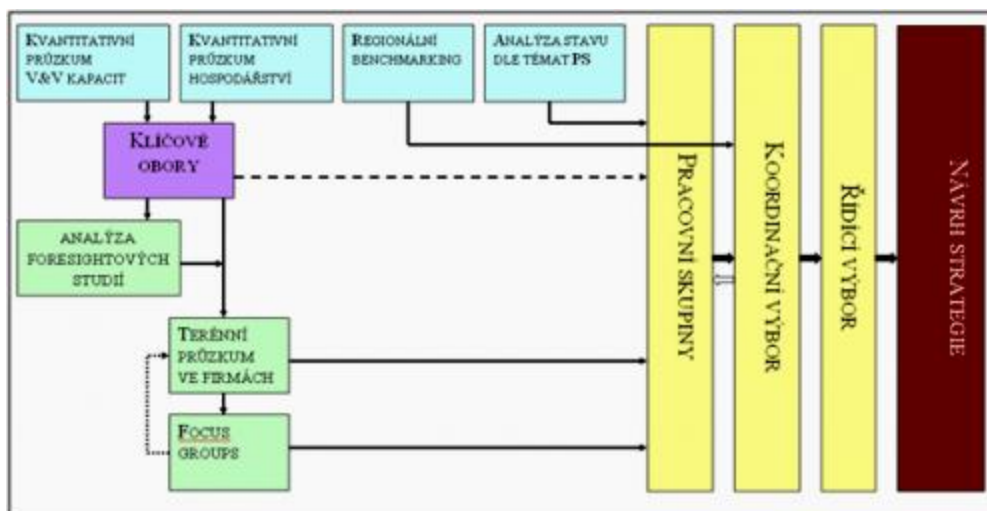 KVANTITATIVNÍ
PRŮZKUM
V&V KAPACIT
KVANTITATIVNÍ
PRŮZKUM
HOSPODÁŘSTVÍ
REGIONÁLNÍ
BENCHMARKING
ANALÝZA STAVU
DLE TÉMAT PS
KLÍČOVÉ
OBORY
ANALÝZA
FORESIGHTOVÝCH
STUDIÍ
TERÉNNÍ
PRŮZKUM
VE FIRMÁCH
FOCUS
GROUPS
PRACOVNÍ SKUPINY
KOORDINAČNÍ VÝBOR
ŘÍDÍCÍ VÝBOR
NÁVRH STRATEGIE